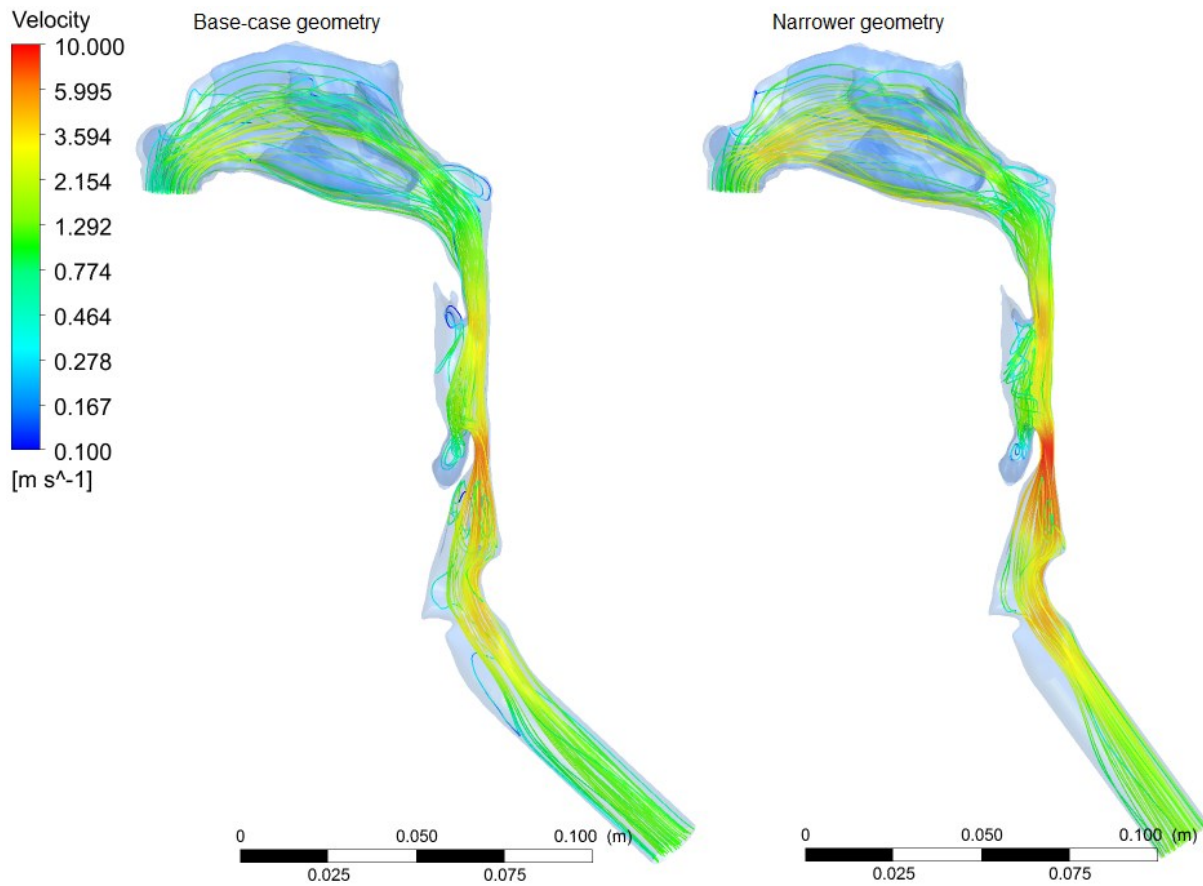 Velocity
Base-case geometry
Narrower geometry
10.000
5.995
3.594
2.154
1.292
0.774
0.464
0.278
0.167
0.100
[m s^-1]
0 0.050 0.100 (m)
0.025 0.075
0 0.050 0.100 (m)
0.025 0.075